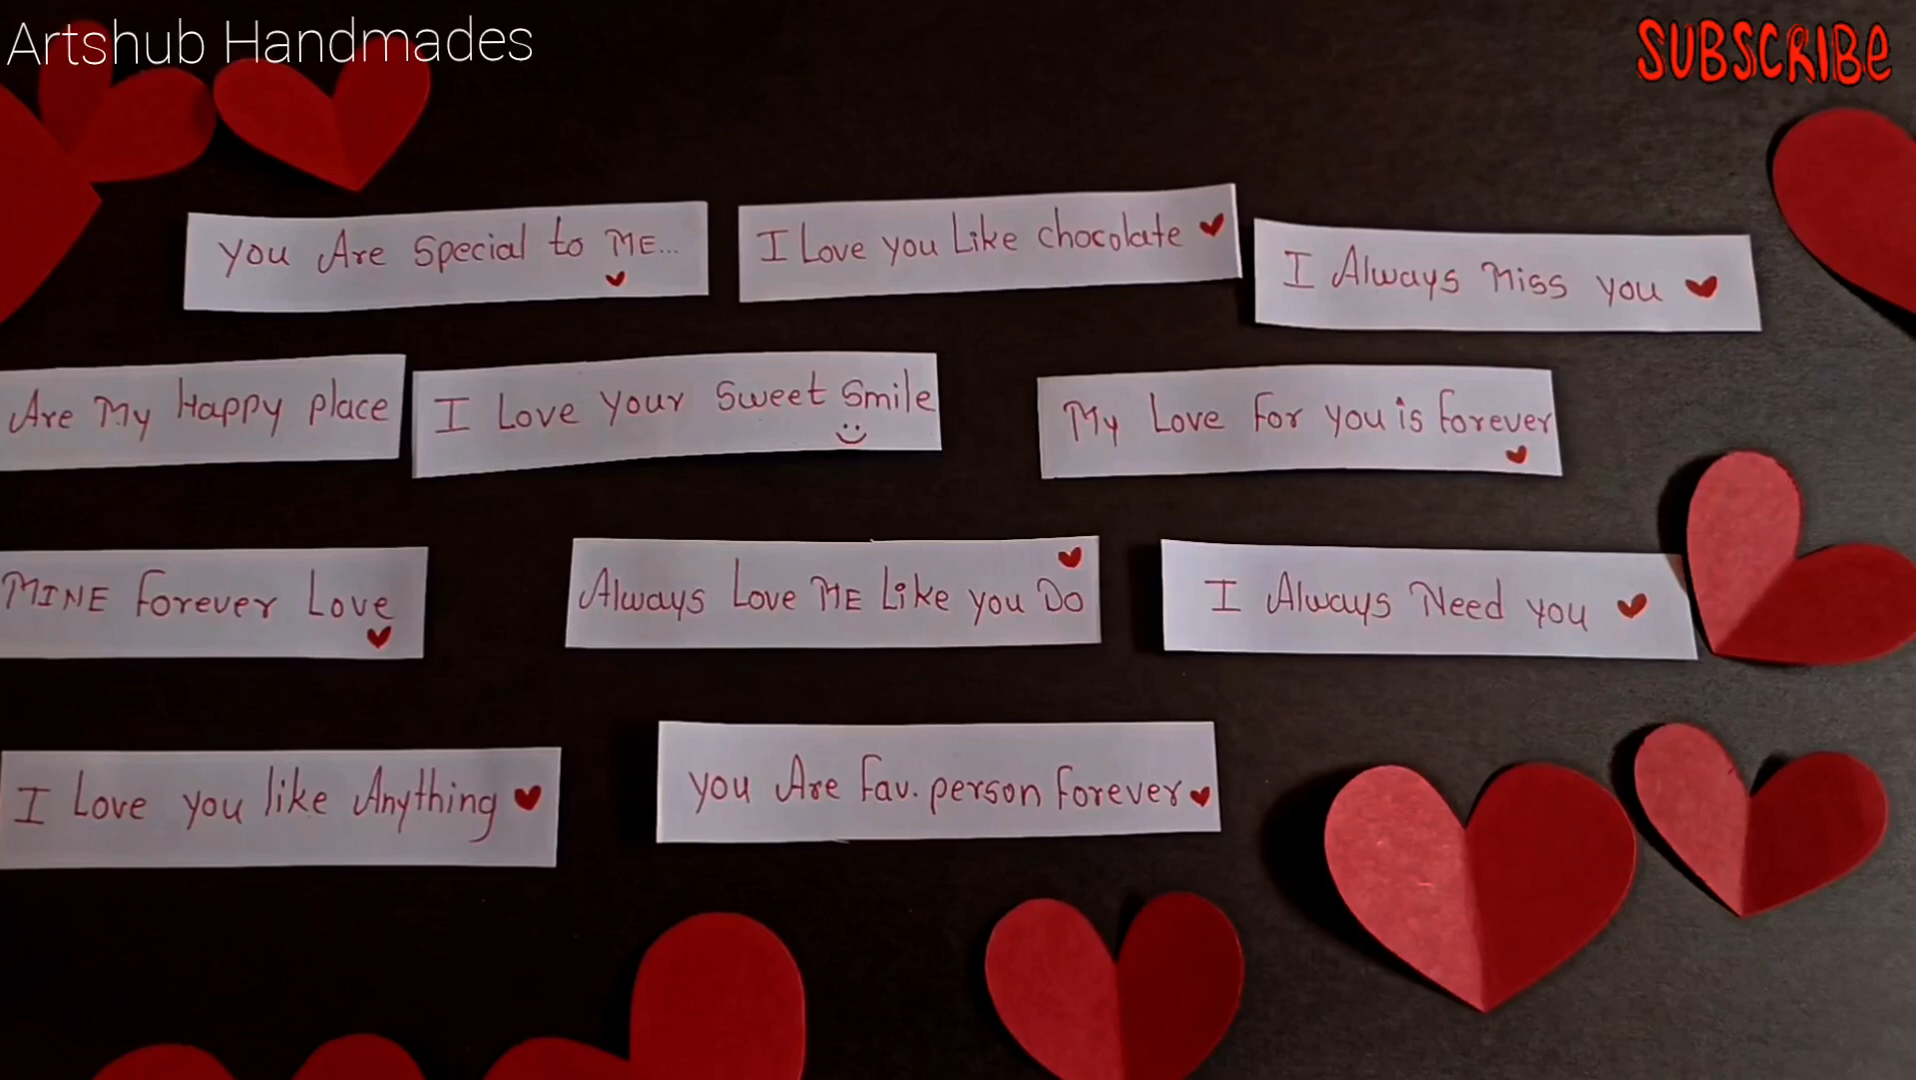 Artshub Handmades
SUBSCRIBE
You Are Special to ME...
I Love you Like chocolate
I Always Miss you
Are My Happy place
I Love your Sweet Smile
My Love For you is forever
MINE Forever Love
Always Love ME Like you Do
I Always Need you
I Love you like Anything
you Are Fav. person Forever